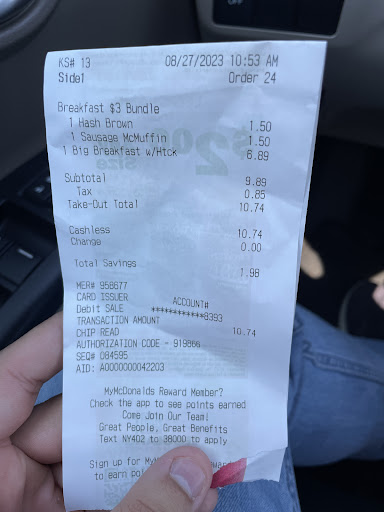 KS# 13 08/27/2023 10:53 AM
Side1 Order 24
Breakfast $3 Bundle
1 Hash Brown 1.50
1 Sausage McMuffin 1.50
1 Big Breakfast w/Htck 6.89
Subtotal 9.89
Tax 0.85
Take-Out Total 10.74
Cashless 10.74
Change 0.00
Total Savings 1.98
MER# 958677
CARD ISSUER ACCOUNT#
Debit SALE ************8393
TRANSACTION AMOUNT 10.74
CHIP READ
AUTHORIZATION CODE - 919866
SEQ# 084595
AID: A0000000042203
MyMcDonalds Reward Member?
Check the app to see points earned
Come Join Our Team!
Great People, Great Benefits
Text NY402 to 38000 to apply
Sign up for
to earn